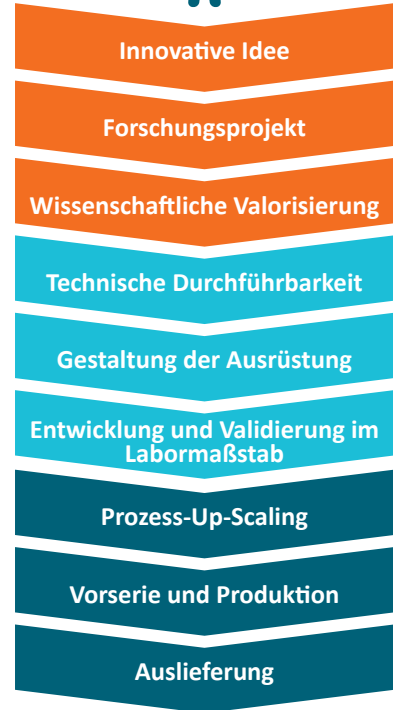 Innovative Idee
Forschungsprojekt
Wissenschaftliche Valorisierung
Technische Durchführbarkeit
Gestaltung der Ausrüstung
Entwicklung und Validierung im
Labormaßstab
Prozess-Up-Scaling
Vorserie und Produktion
Auslieferung